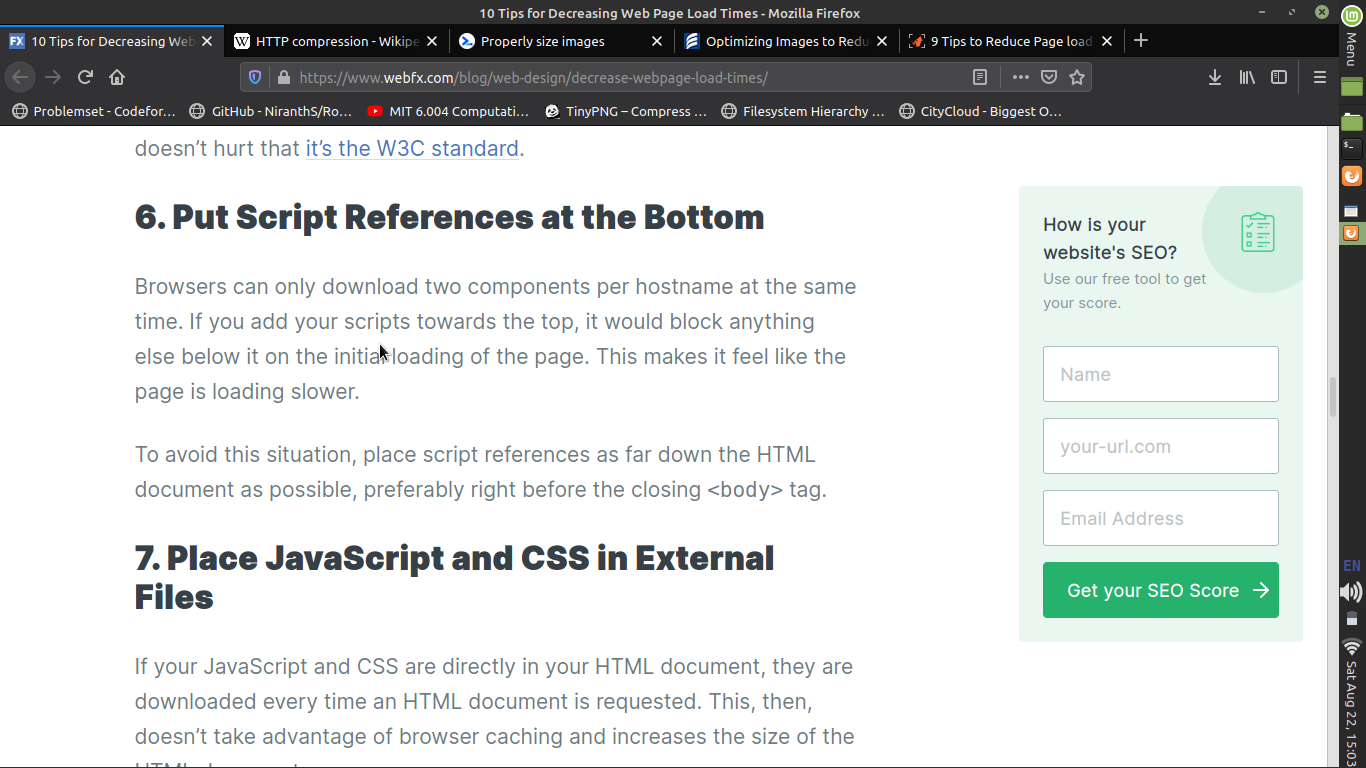 10 Tips for Decreasing Web Page Load Times - Mozilla Firefox
FX 10 Tips for Decreasing Web
W HTTP compression - Wikipe
Properly size images
Optimizing Images to Redu
9 Tips to Reduce Page load
https://www.webfx.com/blog/web-design/decrease-webpage-load-times/
Problemset - Codefor...
GitHub - NiranthS/Ro...
MIT 6.004 Computati...
TinyPNG – Compress ...
Filesystem Hierarchy ...
CityCloud - Biggest O...
doesn’t hurt that it’s the W3C standard.
6. Put Script References at the Bottom
Browsers can only download two components per hostname at the same
time. If you add your scripts towards the top, it would block anything
else below it on the initial loading of the page. This makes it feel like the
page is loading slower.
To avoid this situation, place script references as far down the HTML
document as possible, preferably right before the closing <body> tag.
7. Place JavaScript and CSS in External
Files
If your JavaScript and CSS are directly in your HTML document, they are
downloaded every time an HTML document is requested. This, then,
doesn’t take advantage of browser caching and increases the size of the
How is your
website's SEO?
Use our free tool to get
your score.
Name
your-url.com
Email Address
Get your SEO Score
Menu
EN
Sat Aug 22, 15:03